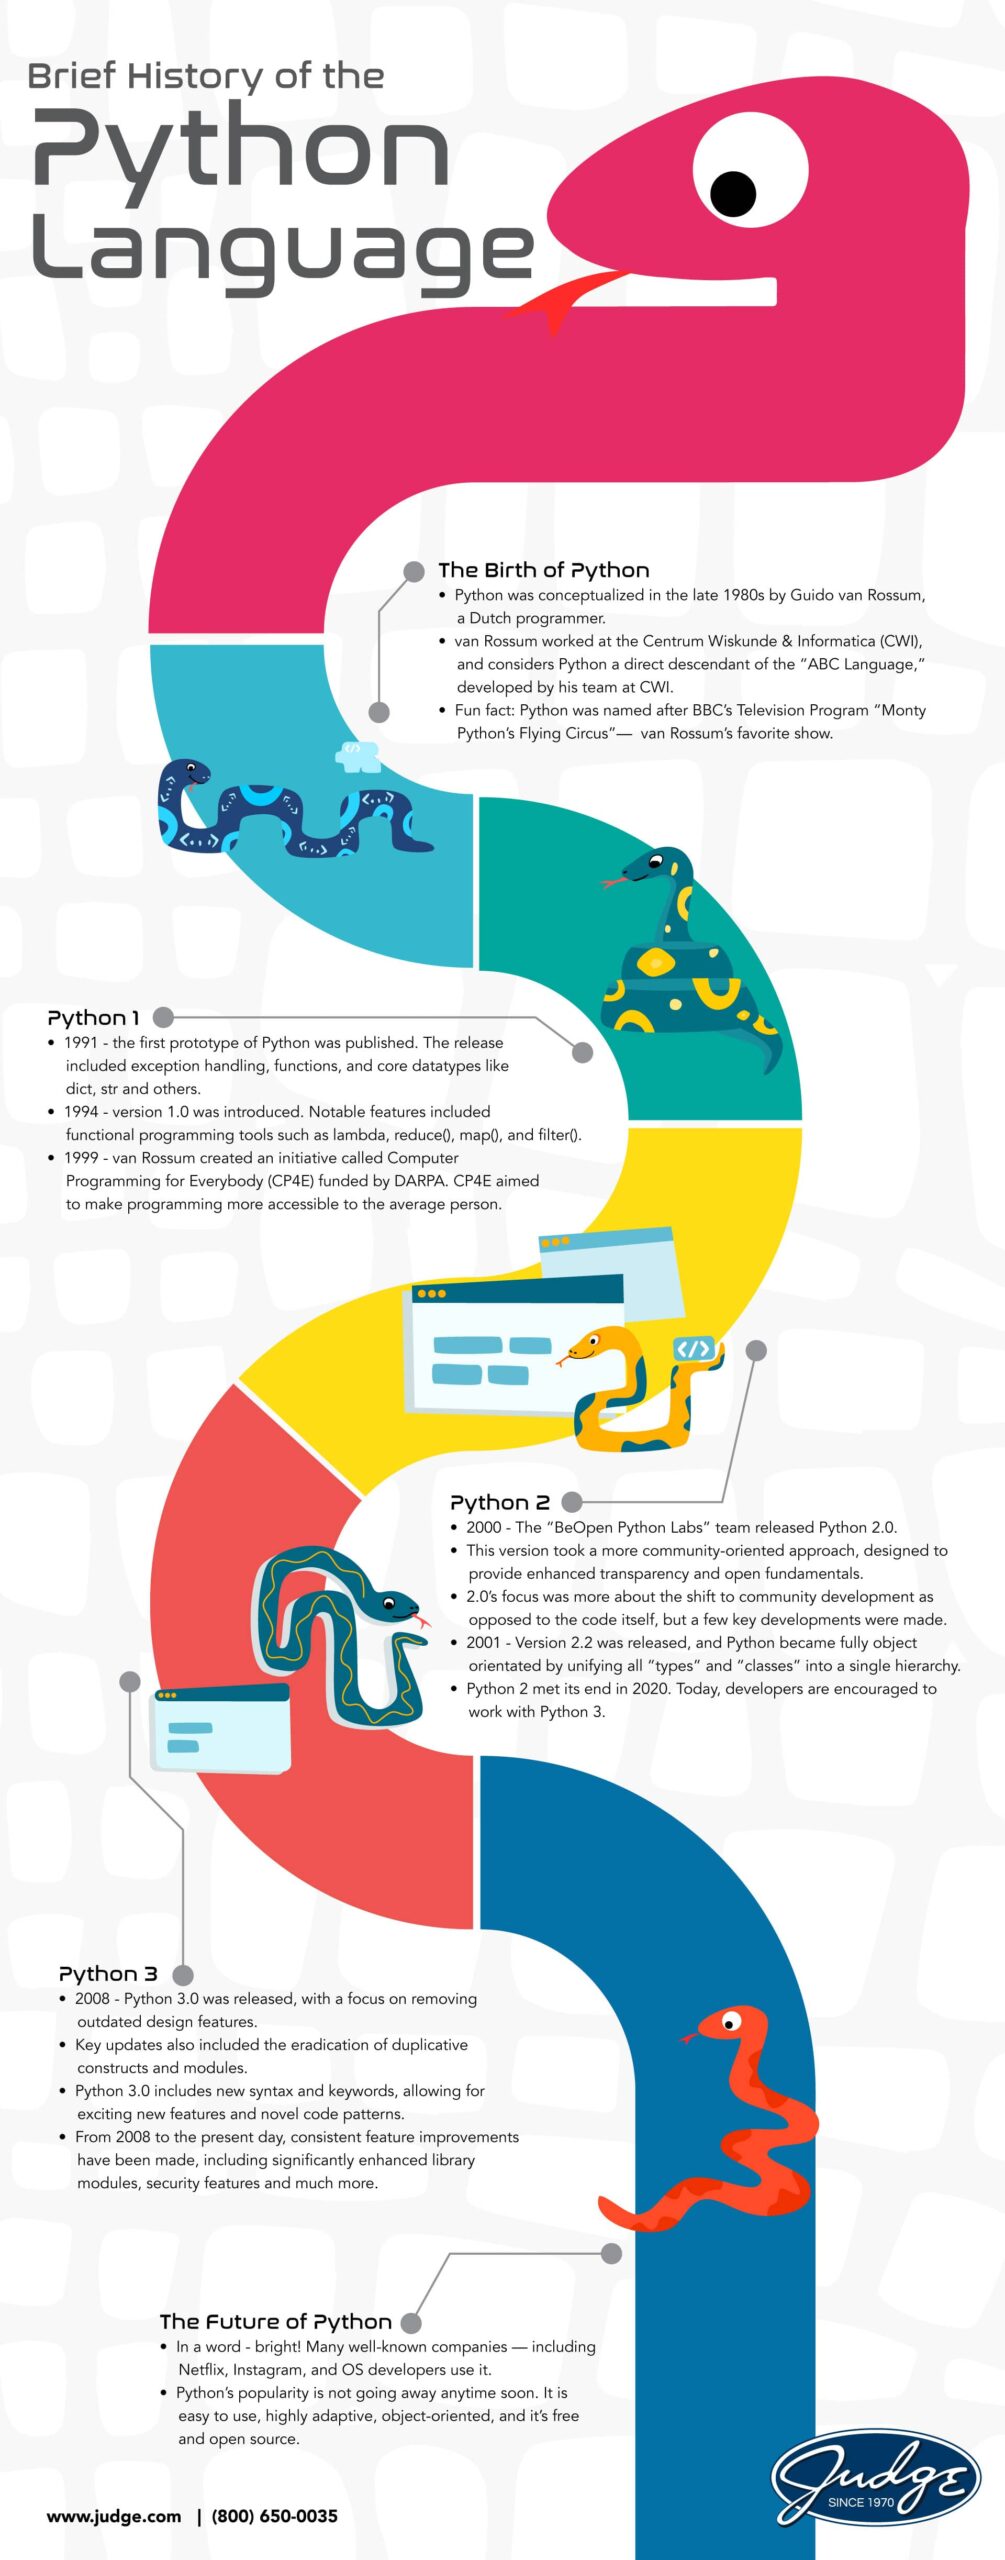 Brief History of the
Python
Language
The Birth of Python
• Python was conceptualized in the late 1980s by Guido van Rossum,
a Dutch programmer.
• van Rossum worked at the Centrum Wiskunde & Informatica (CWI),
and considers Python a direct descendant of the “ABC Language,”
developed by his team at CWI.
• Fun fact: Python was named after BBC’s Television Program “Monty
Python’s Flying Circus”— van Rossum’s favorite show.
</>
Python 1
• 1991 - the first prototype of Python was published. The release
included exception handling, functions, and core datatypes like
dict, str and others.
• 1994 - version 1.0 was introduced. Notable features included
functional programming tools such as lambda, reduce(), map(), and filter().
• 1999 - van Rossum created an initiative called Computer
Programming for Everybody (CP4E) funded by DARPA. CP4E aimed
to make programming more accessible to the average person.
</>
Python 2
• 2000 - The “BeOpen Python Labs” team released Python 2.0.
• This version took a more community-oriented approach, designed to
provide enhanced transparency and open fundamentals.
• 2.0’s focus was more about the shift to community development as
opposed to the code itself, but a few key developments were made.
• 2001 - Version 2.2 was released, and Python became fully object
orientated by unifying all “types” and “classes” into a single hierarchy.
• Python 2 met its end in 2020. Today, developers are encouraged to
work with Python 3.
Python 3
• 2008 - Python 3.0 was released, with a focus on removing
outdated design features.
• Key updates also included the eradication of duplicative
constructs and modules.
• Python 3.0 includes new syntax and keywords, allowing for
exciting new features and novel code patterns.
• From 2008 to the present day, consistent feature improvements
have been made, including significantly enhanced library
modules, security features and much more.
The Future of Python
• In a word - bright! Many well-known companies — including
Netflix, Instagram, and OS developers use it.
• Python’s popularity is not going away anytime soon. It is
easy to use, highly adaptive, object-oriented, and it’s free
and open source.
Judge
SINCE 1970
www.judge.com | (800) 650-0035